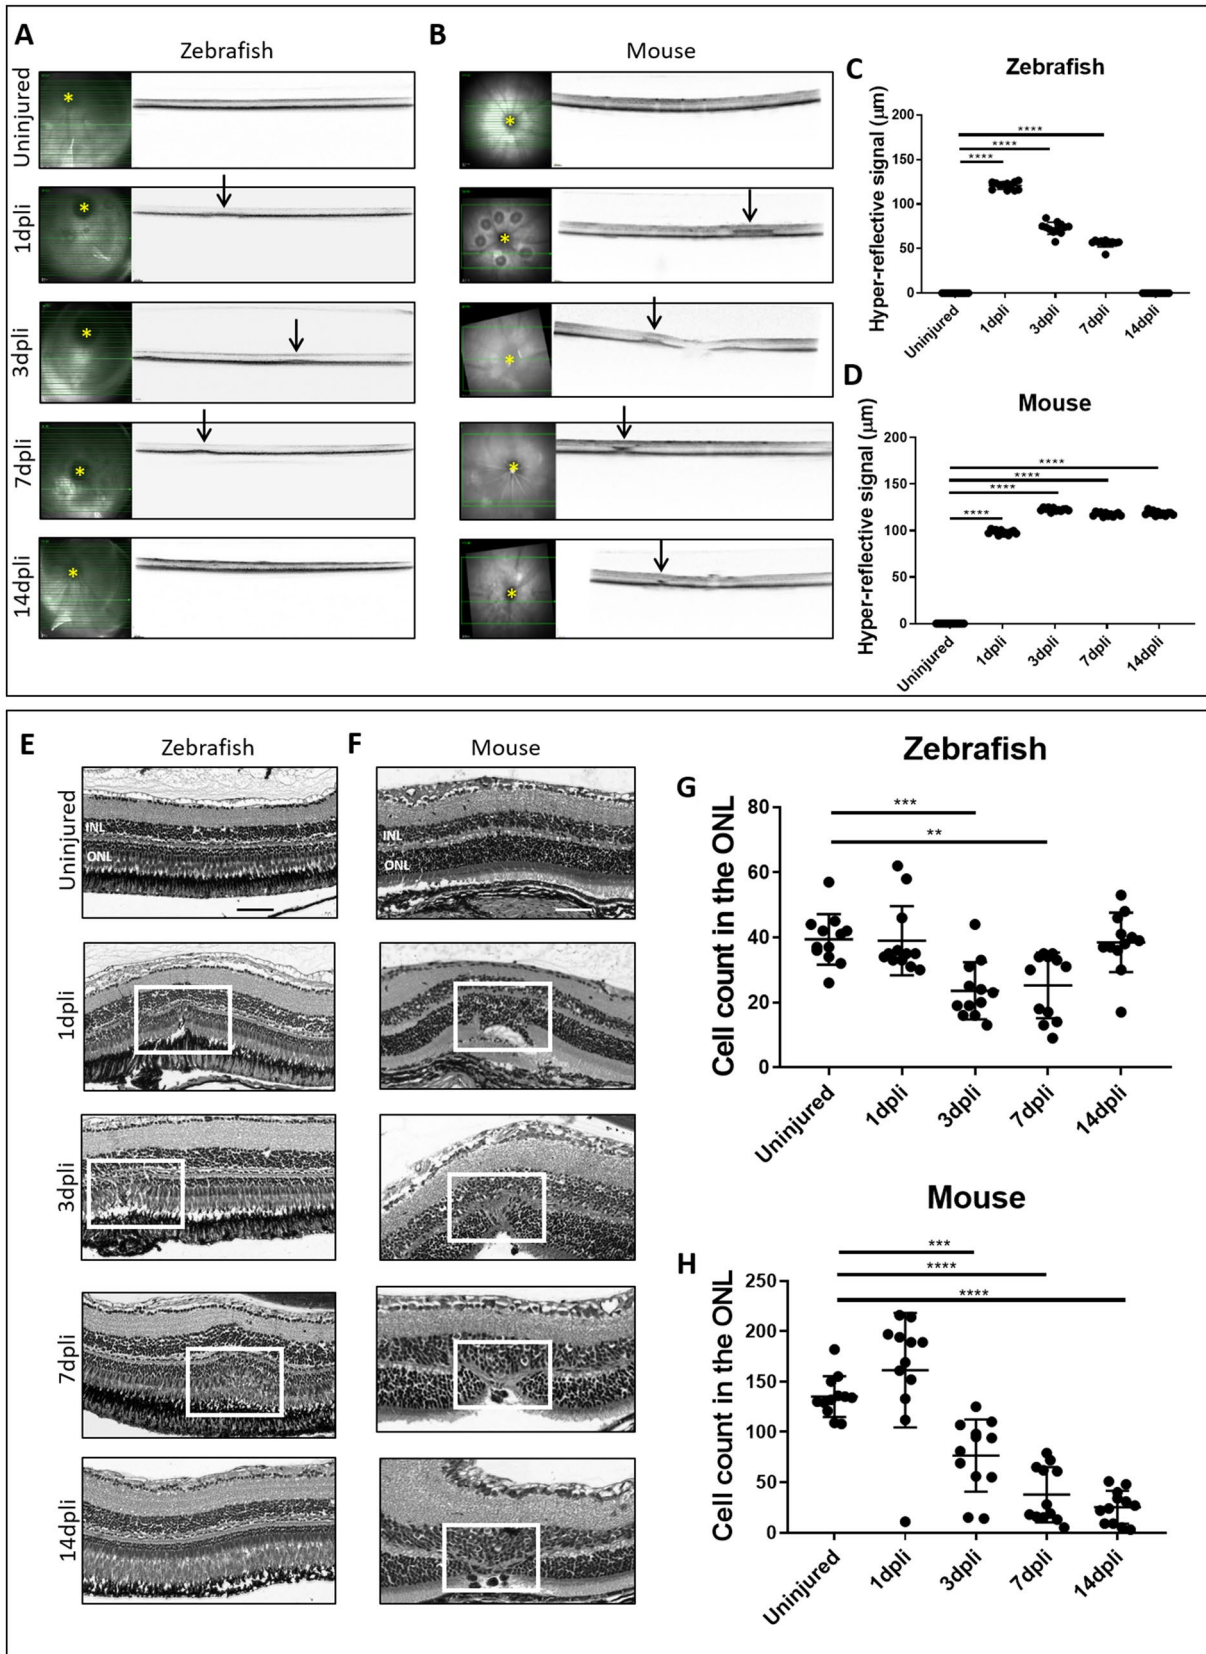 A
Zebrafish
B
Mouse
Uninjured
*
*
1dpli
*
*
3dpli
*
*
7dpli
*
*
14dpli
*
*
C
Zebrafish
Hyper-reflective signal (μm)
200
150
100
50
0
****
****
****
Uninjured
1dpli
3dpli
7dpli
14dpli
D
Mouse
Hyper-reflective signal (μm)
200
150
100
50
0
****
****
****
****
Uninjured
1dpli
3dpli
7dpli
14dpli
E
Zebrafish
F
Mouse
Uninjured
INL
ONL
INL
ONL
1dpli
3dpli
7dpli
14dpli
G
Zebrafish
Cell count in the ONL
80
60
40
20
0
***
**
Uninjured
1dpli
3dpli
7dpli
14dpli
H
Mouse
Cell count in the ONL
250
200
150
100
50
0
***
****
****
Uninjured
1dpli
3dpli
7dpli
14dpli